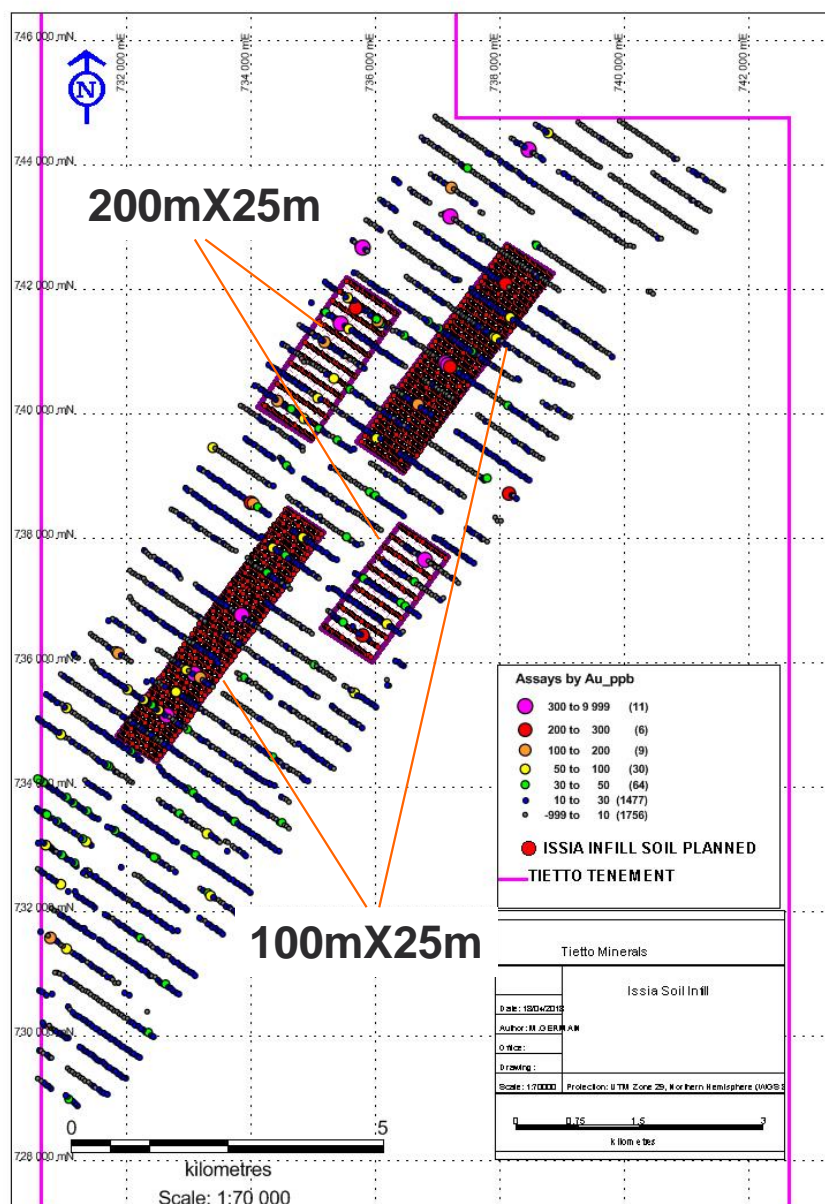 746 000 mN
744 000 mN
742 000 mN
740 000 mN
738 000 mN
736 000 mN
734 000 mN
732 000 mN
730 000 mN
728 000 mN
732 000 mE
734 000 mE
736 000 mE
738 000 mE
740 000 mE
742 000 mE
N
200mX25m
100mX25m
Assays by Au_ppb
300 to 9 999 (11)
200 to 300 (6)
100 to 200 (9)
50 to 100 (30)
30 to 50 (64)
10 to 30 (1477)
-999 to 10 (1756)
ISSIA INFILL SOIL PLANNED
TIETTO TENEMENT
Tietto Minerals
Issia Soil Infill
Date: 18/04/2018
Author: M.GERMAN
Office:
Drawing:
Scale: 1:70000
Projection: UTM Zone 29, Northern Hemisphere (WGS
0 0.75 1.5 3
kilometres
0 5
kilometres
Scale: 1:70 000